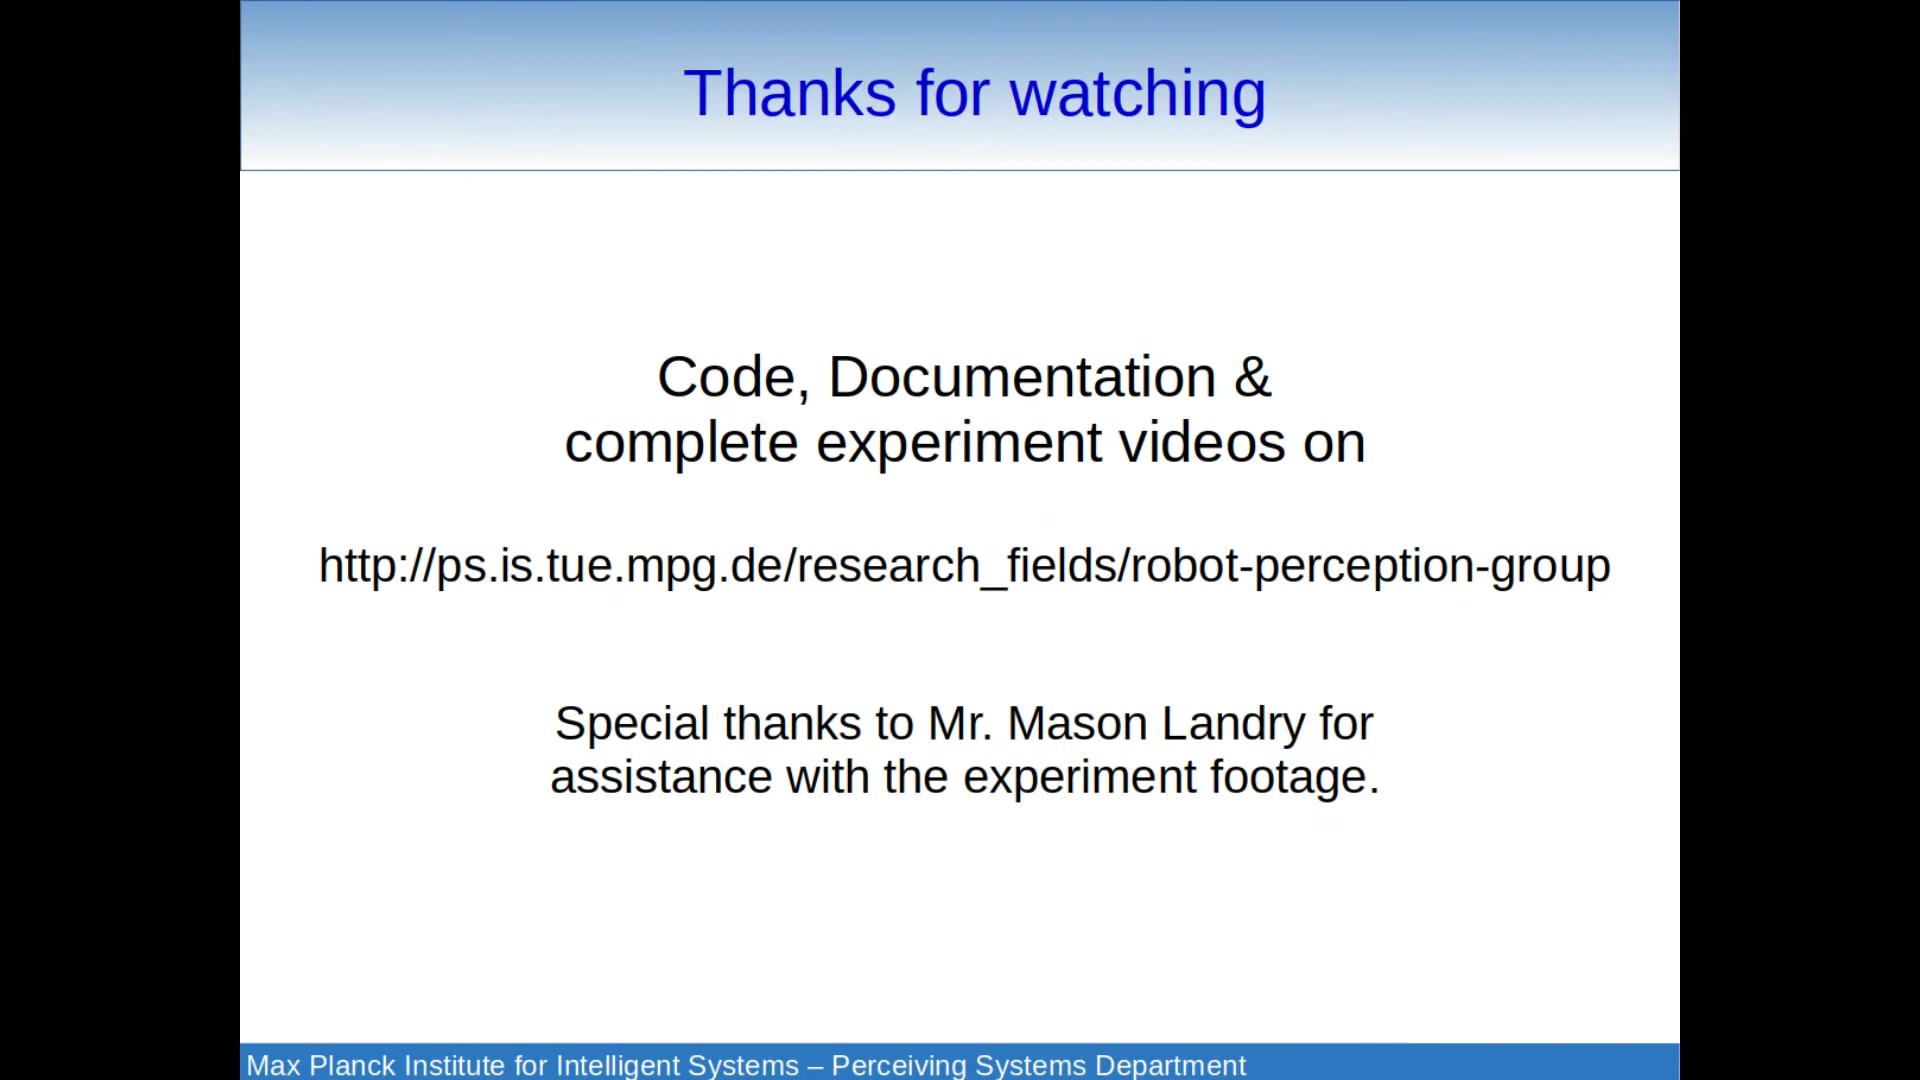 Thanks for watching
Code, Documentation &
complete experiment videos on
http://ps.is.tue.mpg.de/research_fields/robot-perception-group
Special thanks to Mr. Mason Landry for
assistance with the experiment footage.
Max Planck Institute for Intelligent Systems – Perceiving Systems Department